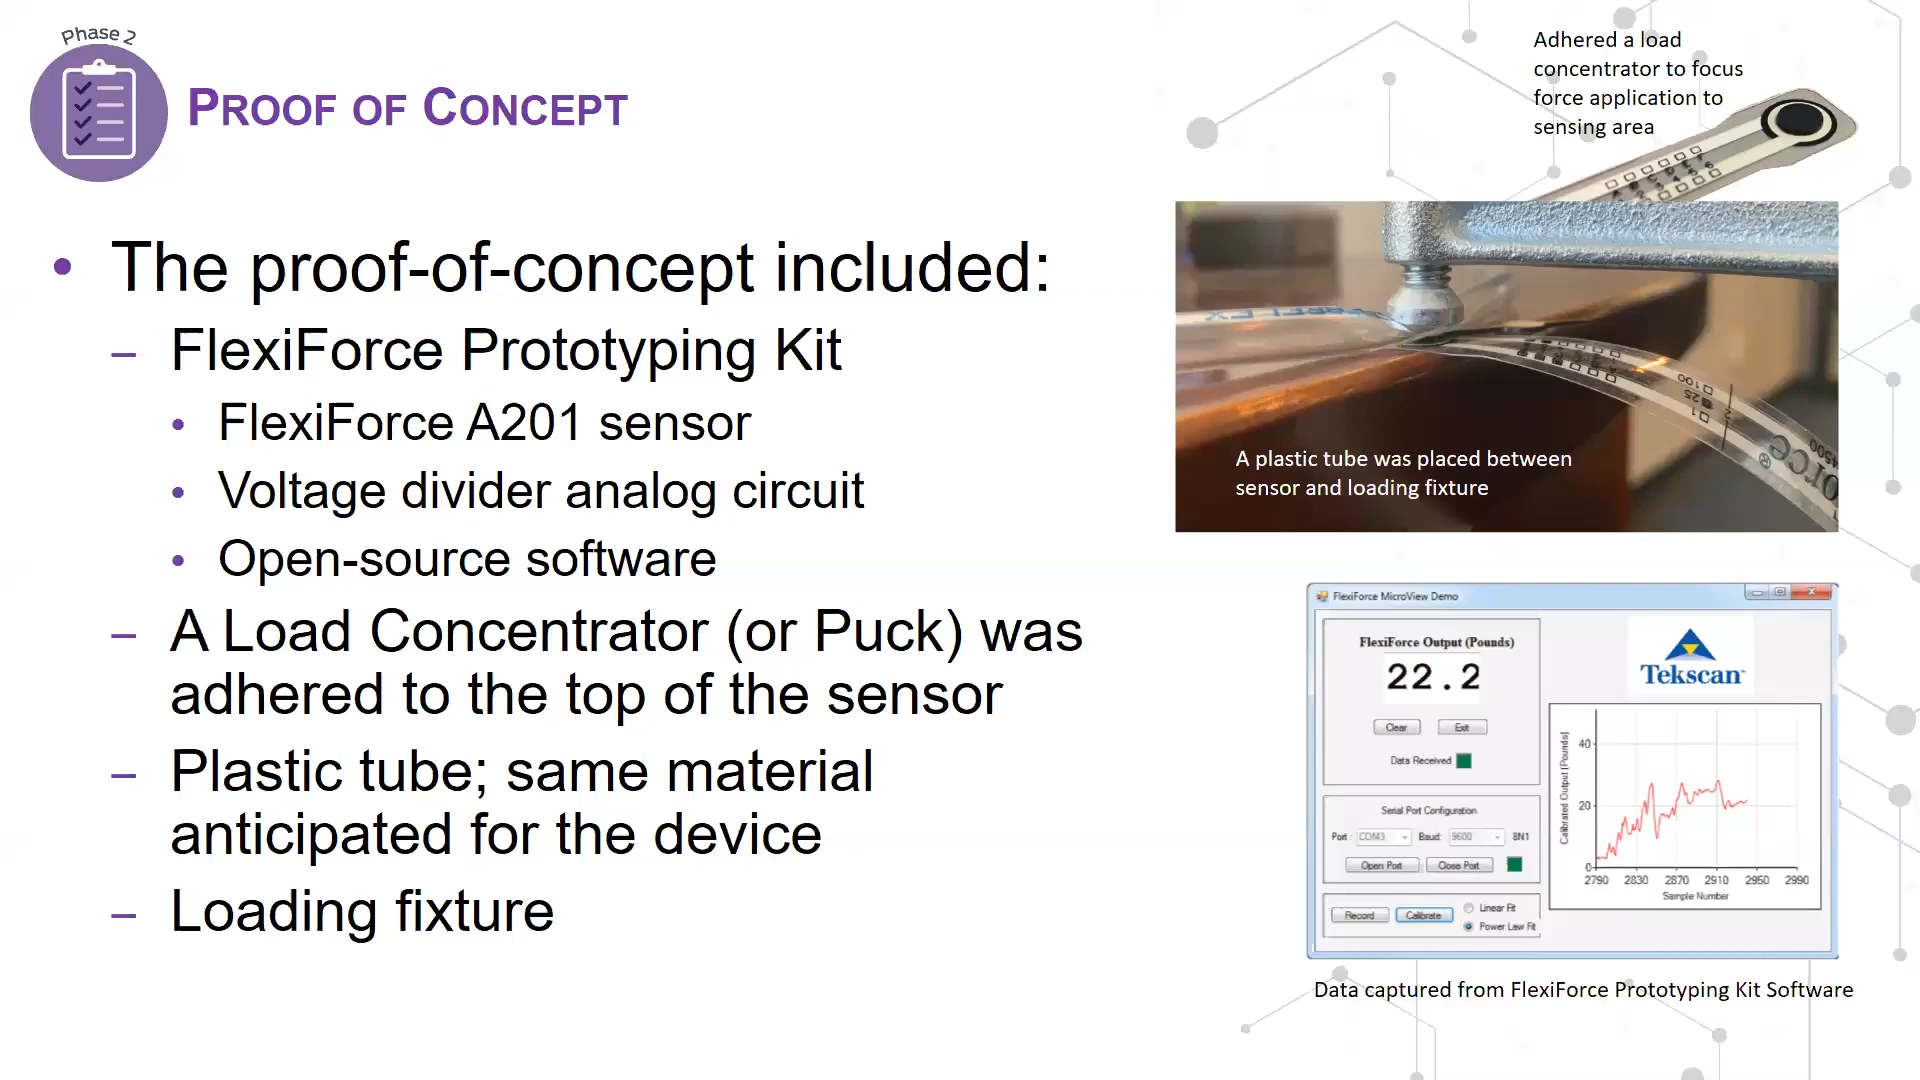 Phase 2
PROOF OF CONCEPT
• The proof-of-concept included:
– FlexiForce Prototyping Kit
• FlexiForce A201 sensor
• Voltage divider analog circuit
• Open-source software
– A Load Concentrator (or Puck) was
adhered to the top of the sensor
– Plastic tube; same material
anticipated for the device
– Loading fixture
Adhered a load
concentrator to focus
force application to
sensing area
A plastic tube was placed between
sensor and loading fixture
100
25
1
4500
FlexiForce MicroView Demo
FlexiForce Output (Pounds)
22.2
Clear Exit
Data Received
Serial Port Configuration
Port : COM3 Baud: 9600 8N1
Open Port Close Port
Record Calibrate
Linear Fit
Power Law Fit
Tekscan
Calibrated Output (Pounds)
40
20
0
2790 2830 2870 2910 2950 2990
Sample Number
Data captured from FlexiForce Prototyping Kit Software